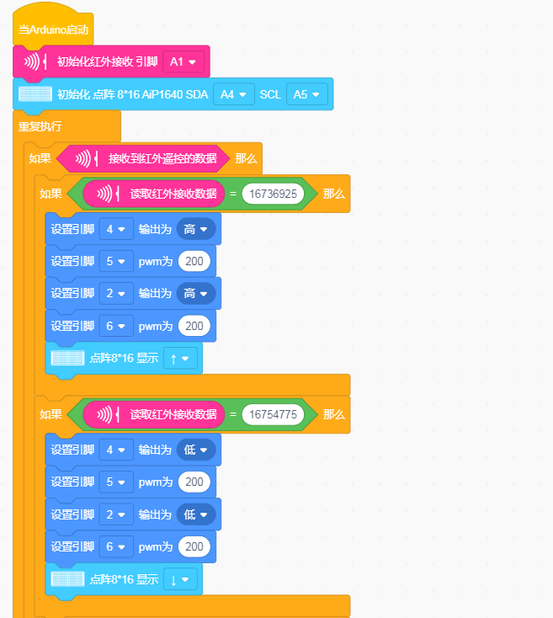 当Arduino启动
初始化红外接收 引脚 A1
初始化 点阵 8*16 AiP1640 SDA A4 SCL A5
重复执行
如果 接收到红外遥控的数据 那么
如果 读取红外接收数据 = 16736925 那么
设置引脚 4 输出为 高
设置引脚 5 pwm为 200
设置引脚 2 输出为 高
设置引脚 6 pwm为 200
点阵8*16 显示 ↑
如果 读取红外接收数据 = 16754775 那么
设置引脚 4 输出为 低
设置引脚 5 pwm为 200
设置引脚 2 输出为 低
设置引脚 6 pwm为 200
点阵8*16 显示 ↓